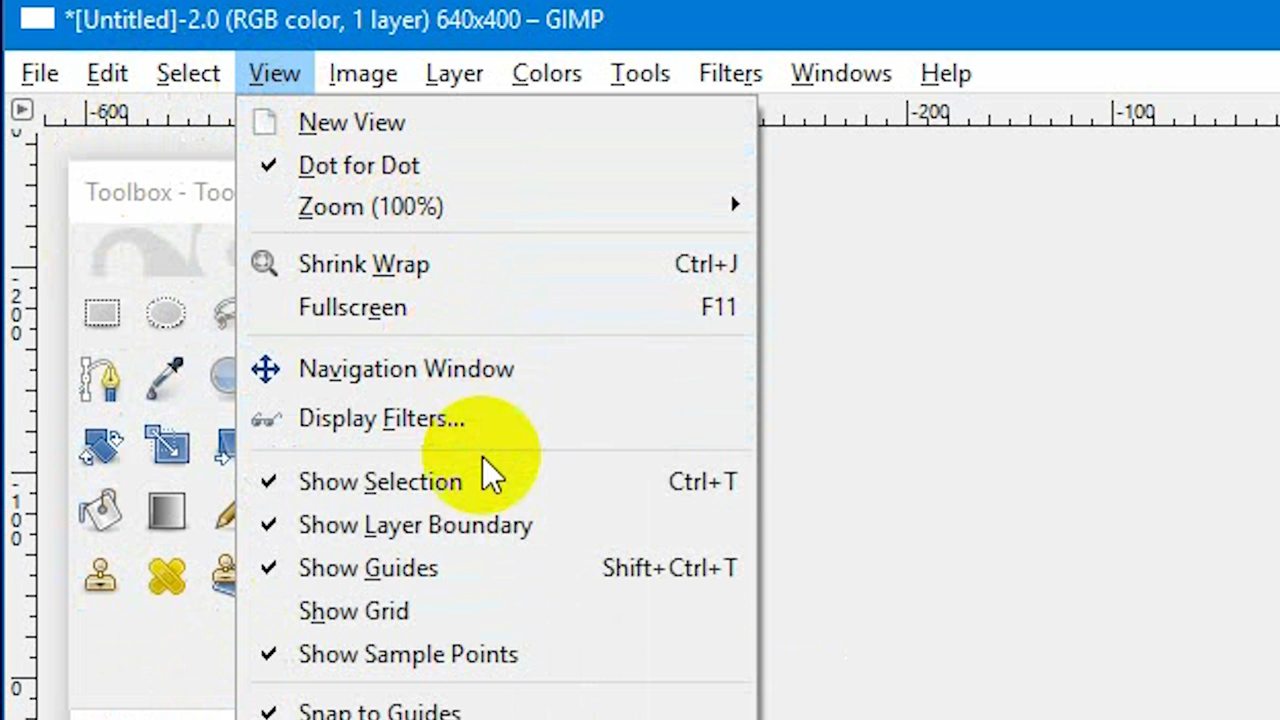 *[Untitled]-2.0 (RGB color, 1 layer) 640x400 – GIMP
File Edit Select View Image Layer Colors Tools Filters Windows Help
-600 -200 -100
New View
Dot for Dot
Toolbox - Too
Zoom (100%)
Shrink Wrap Ctrl+J
Fullscreen F11
200
Navigation Window
Display Filters...
Show Selection Ctrl+T
100
Show Layer Boundary
Show Guides Shift+Ctrl+T
Show Grid
Show Sample Points
0
Snap to Guides